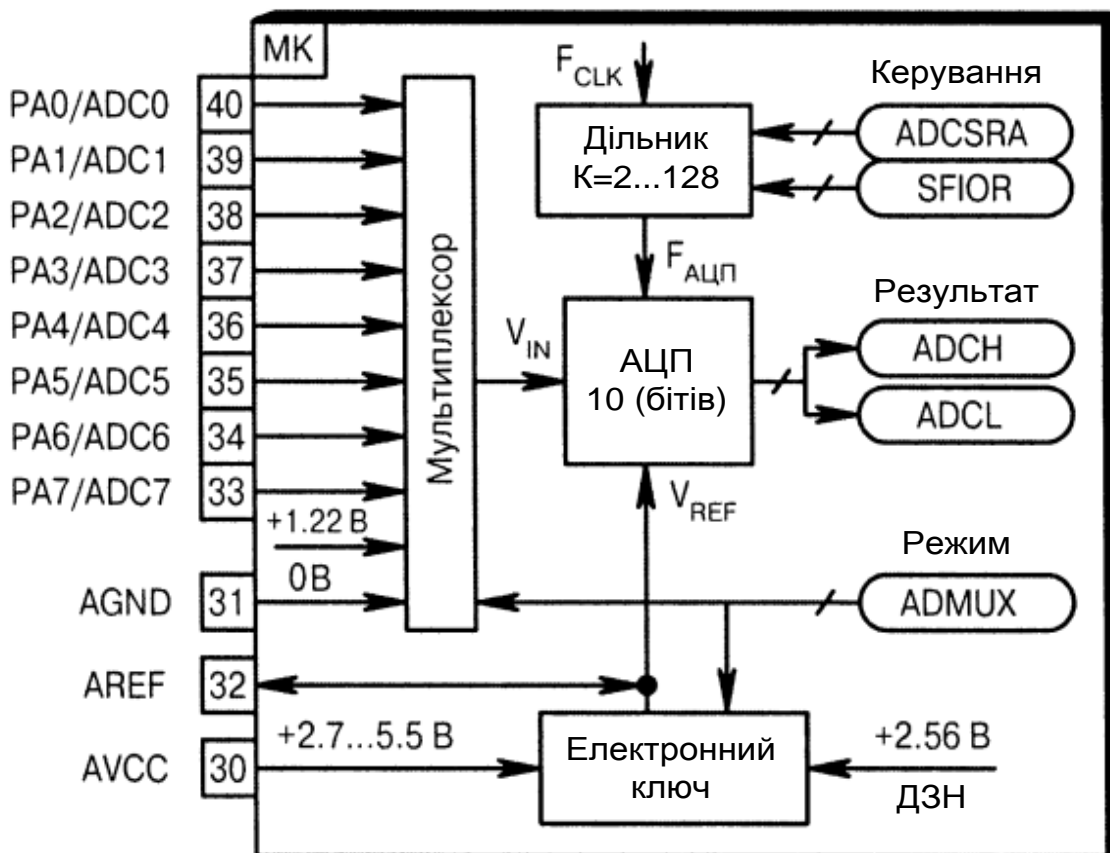 МК
F_CLK
Керування
PA0/ADC0 40
Дільник
K=2...128
ADCSRA
PA1/ADC1 39
SFIOR
PA2/ADC2 38
PA3/ADC3 37
F_АЦП
Результат
PA4/ADC4 36
Мультиплексор
V_IN
АЦП
10 (бітів)
ADCH
PA5/ADC5 35
ADCL
PA6/ADC6 34
PA7/ADC7 33
V_REF
+1.22 В
Режим
0В
AGND 31
ADMUX
AREF 32
+2.7...5.5 В
Електронний
ключ
+2.56 В
AVCC 30
ДЗН